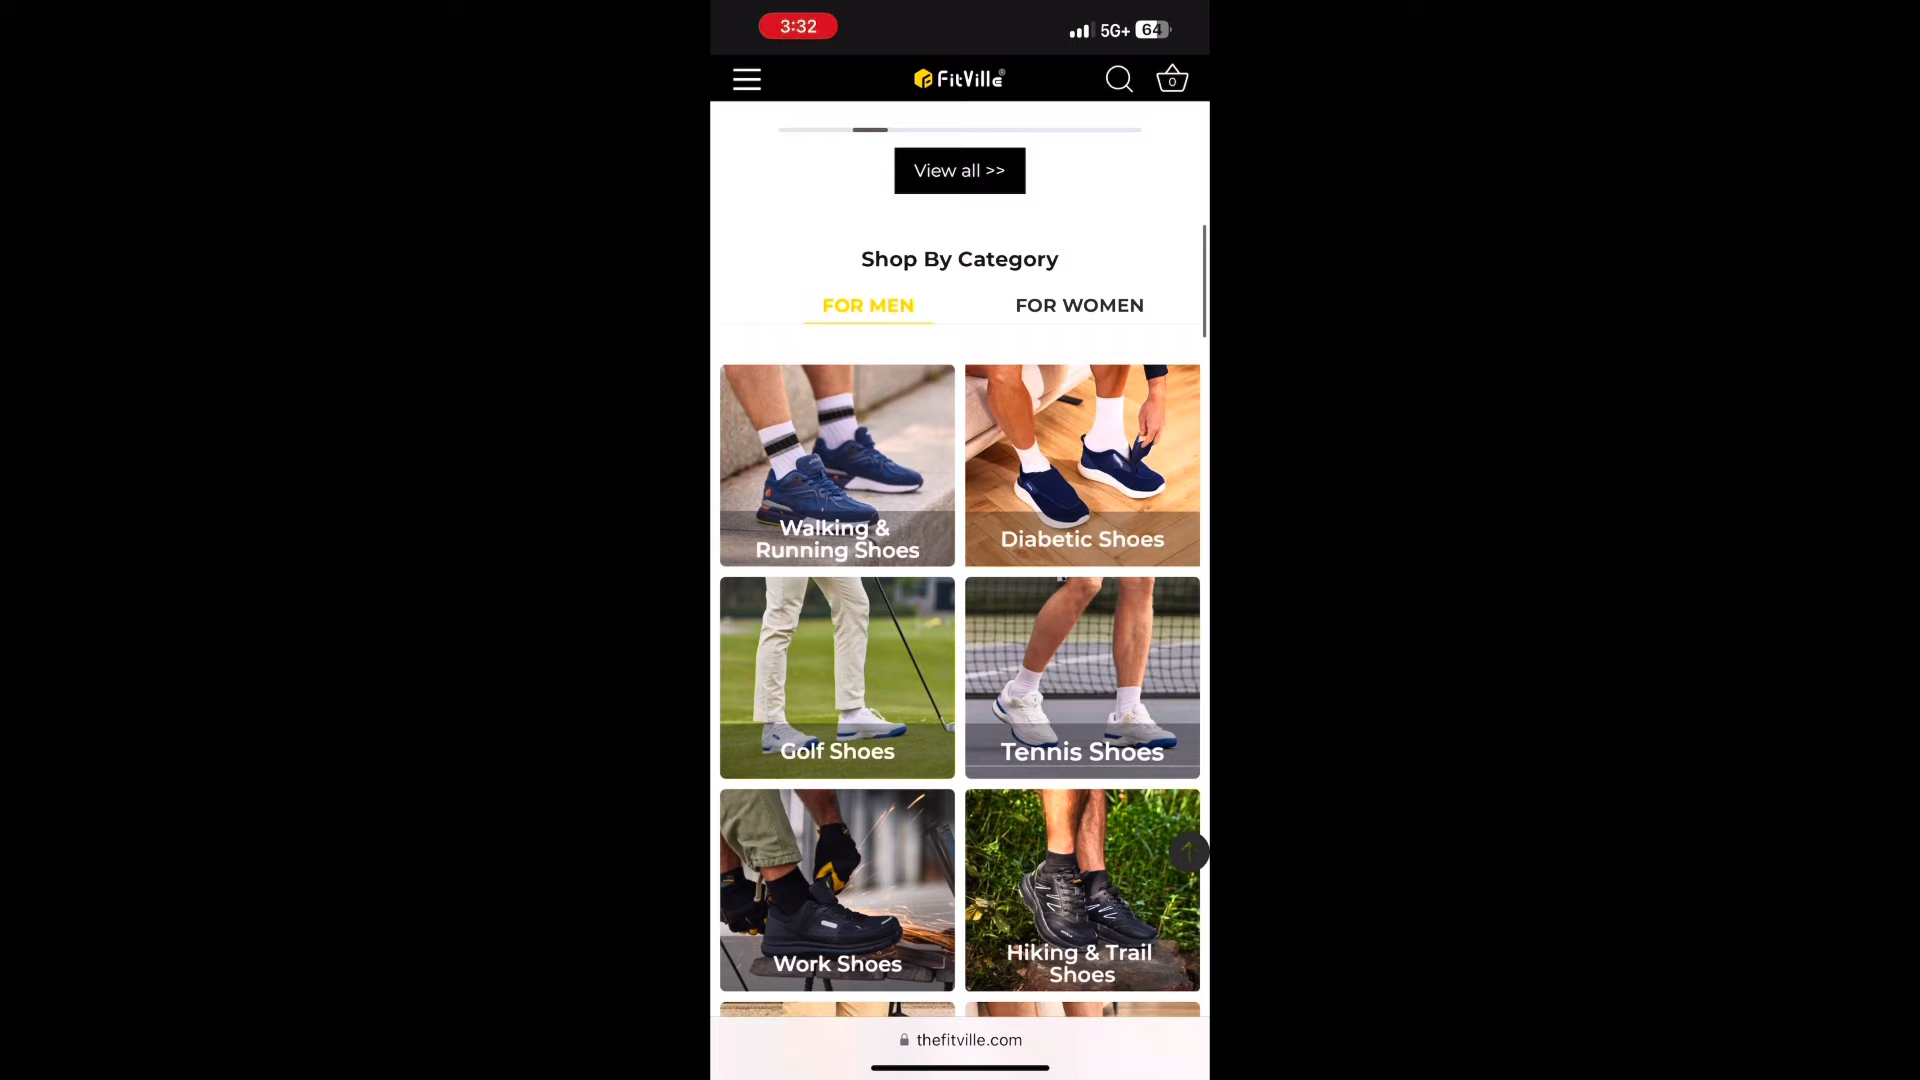 3:32
5G+ 64
FitVille®
0
View all >>
Shop By Category
FOR MEN
FOR WOMEN
Walking &
Running Shoes
Diabetic Shoes
Golf Shoes
Tennis Shoes
Work Shoes
Hiking & Trail
Shoes
thefitville.com